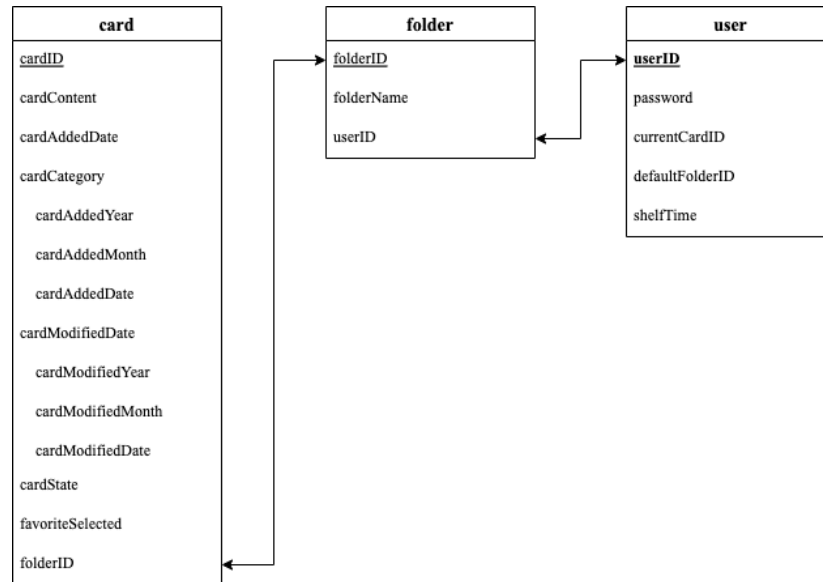 card
cardID
cardContent
cardAddedDate
cardCategory
cardAddedYear
cardAddedMonth
cardAddedDate
cardModifiedDate
cardModifiedYear
cardModifiedMonth
cardModifiedDate
cardState
favoriteSelected
folderID
folder
folderID
folderName
userID
user
userID
password
currentCardID
defaultFolderID
shelfTime